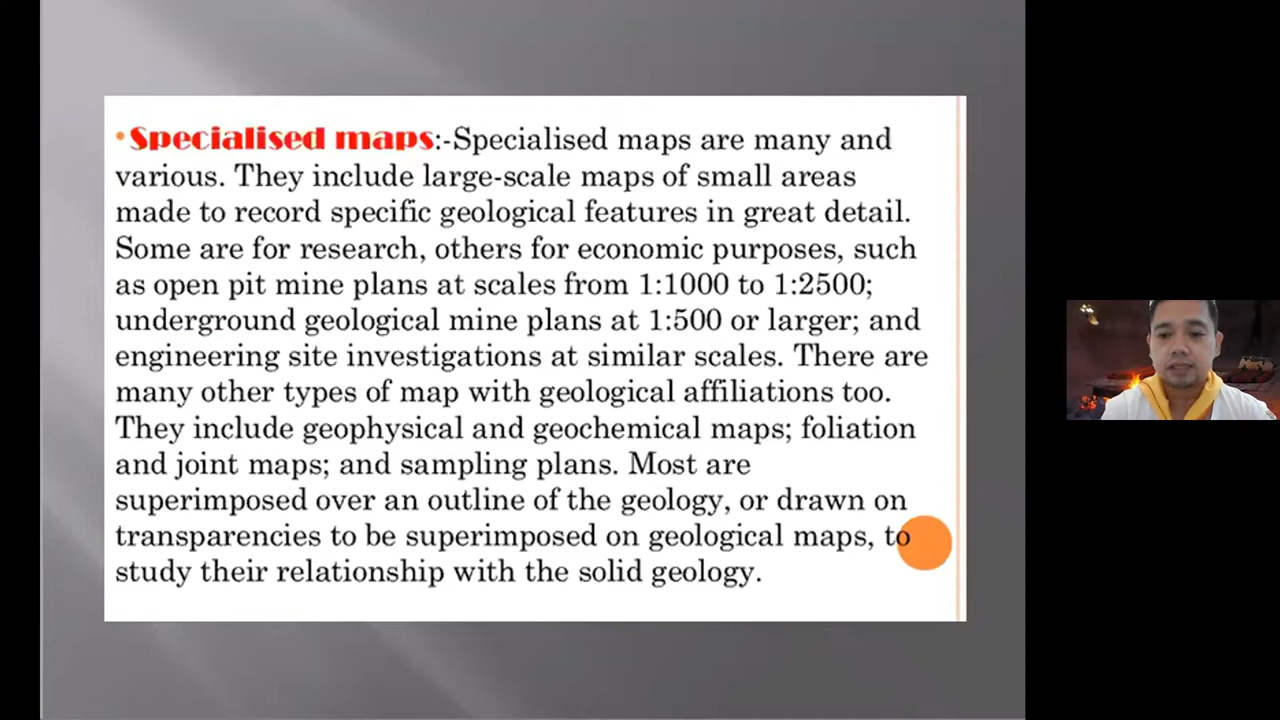 •Specialised maps:-Specialised maps are many and
various. They include large-scale maps of small areas
made to record specific geological features in great detail.
Some are for research, others for economic purposes, such
as open pit mine plans at scales from 1:1000 to 1:2500;
underground geological mine plans at 1:500 or larger; and
engineering site investigations at similar scales. There are
many other types of map with geological affiliations too.
They include geophysical and geochemical maps; foliation
and joint maps; and sampling plans. Most are
superimposed over an outline of the geology, or drawn on
transparencies to be superimposed on geological maps, to
study their relationship with the solid geology.